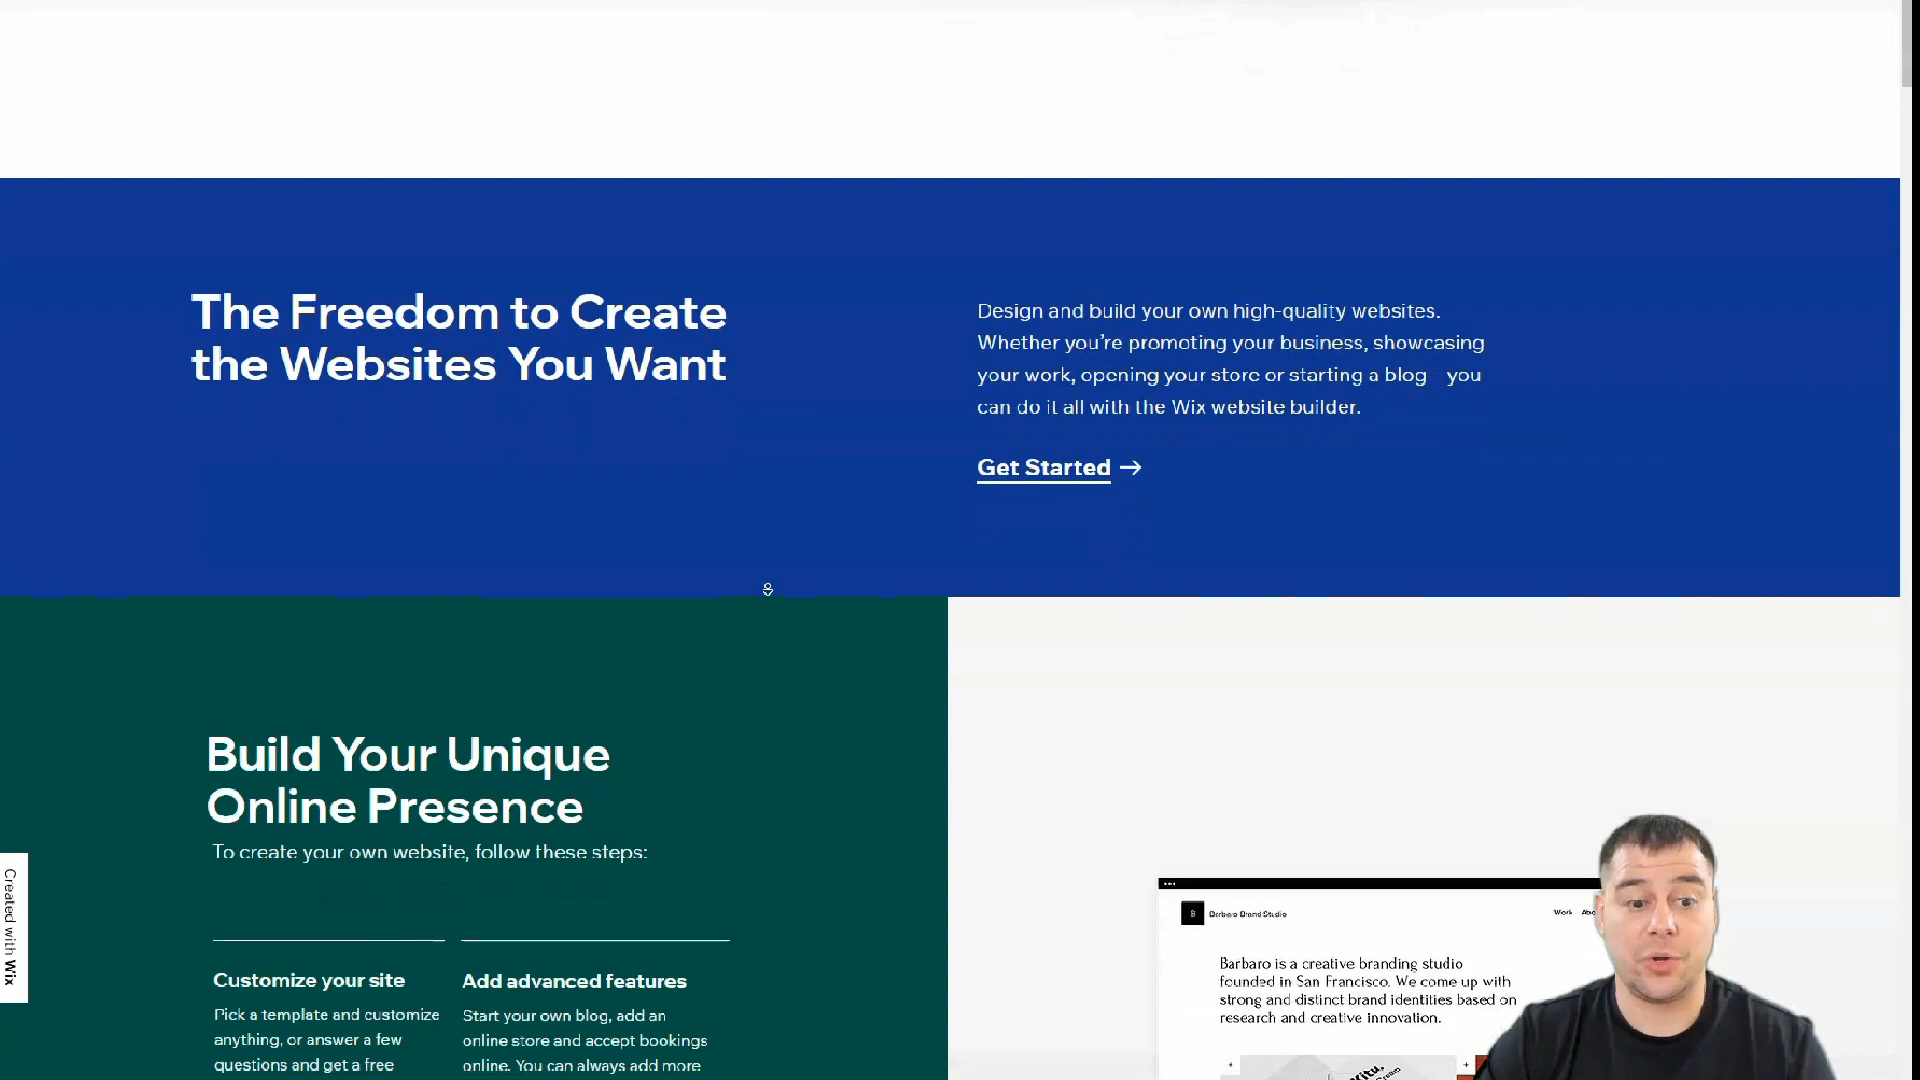 The Freedom to Create
the Websites You Want
Design and build your own high-quality websites.
Whether you’re promoting your business, showcasing
your work, opening your store or starting a blog you
can do it all with the Wix website builder.
Get Started →
Build Your Unique
Online Presence
To create your own website, follow these steps:
Customize your site
Pick a template and customize
anything, or answer a few
questions and get a free
Add advanced features
Start your own blog, add an
online store and accept bookings
online. You can always add more
Created with Wix
B Barbaro Brand Studio
Work
Barbaro is a creative branding studio
founded in San Francisco. We come up with
strong and distinct brand identities based on
research and creative innovation.